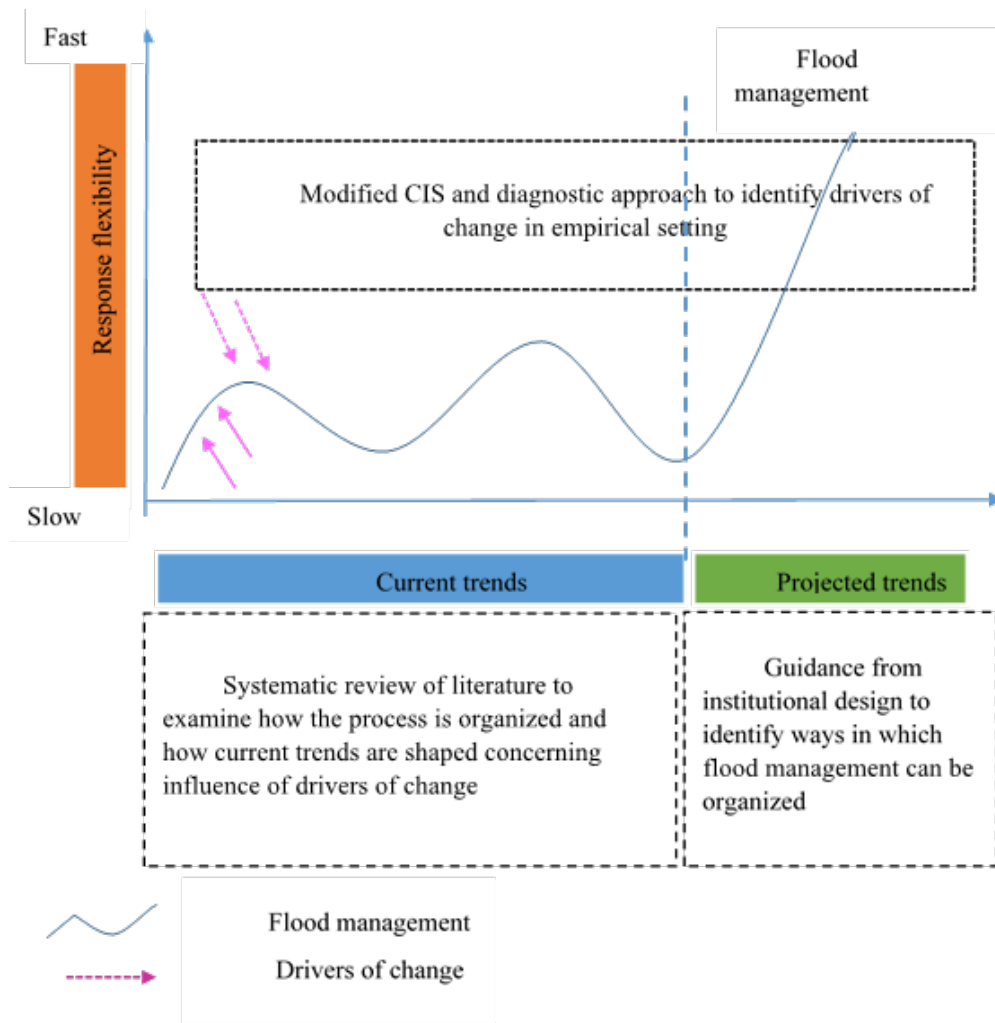 Fast
Flood
management
Response flexibility
Modified CIS and diagnostic approach to identify drivers of
change in empirical setting
Slow
Current trends
Projected trends
Systematic review of literature to
examine how the process is organized and
how current trends are shaped concerning
influence of drivers of change
Guidance from
institutional design to
identify ways in which
flood management can be
organized
Flood management
Drivers of change